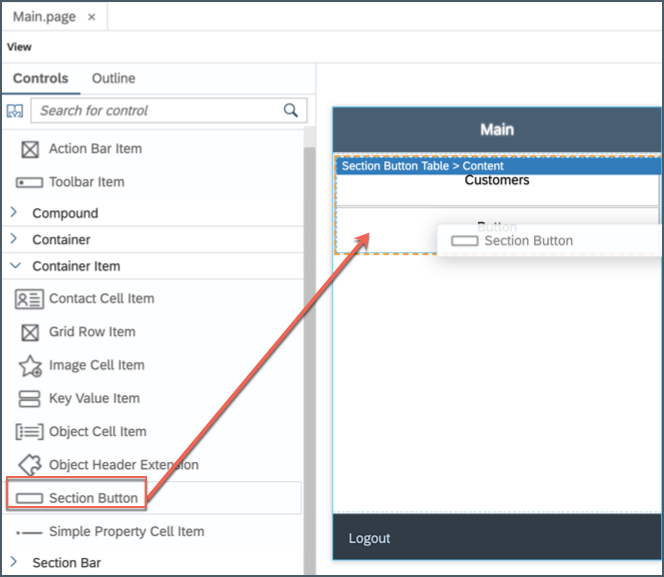 Main.page ×
View
Controls Outline
Search for control
Action Bar Item
Toolbar Item
Compound
Container
Container Item
Contact Cell Item
Grid Row Item
Image Cell Item
Key Value Item
Object Cell Item
Object Header Extension
Section Button
Simple Property Cell Item
Section Bar
Main
Section Button Table > Content
Customers
Button
Section Button
Logout